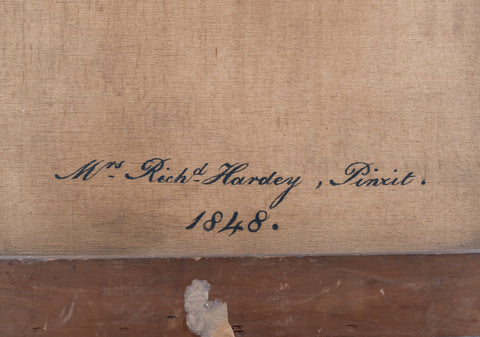 Mrs Richd Hardey, Pinxit.
1848.